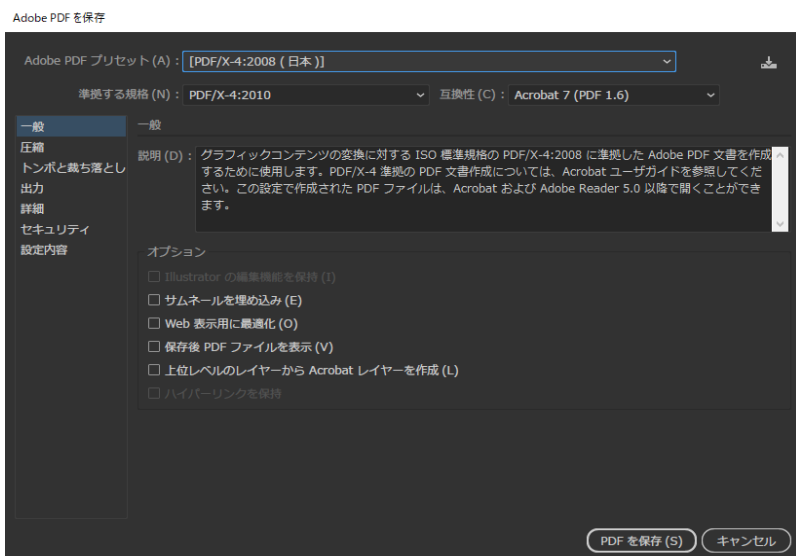 Adobe PDF を保存
Adobe PDF プリセット (A) : [PDF/X-4:2008 ( 日本 )]
準拠する規格 (N) : PDF/X-4:2010 互換性 (C) : Acrobat 7 (PDF 1.6)
一般
圧縮
トンボと裁ち落とし
出力
詳細
セキュリティ
設定内容
一般
説明 (D) : グラフィックコンテンツの変換に対する ISO 標準規格の PDF/X-4:2008 に準拠した Adobe PDF 文書を作成
するために使用します。PDF/X-4 準拠の PDF 文書作成については、Acrobat ユーザガイドを参照してくだ
さい。この設定で作成された PDF ファイルは、Acrobat および Adobe Reader 5.0 以降で開くことができ
ます。
オプション
Illustrator の編集機能を保持 (I)
サムネールを埋め込み (E)
Web 表示用に最適化 (O)
保存後 PDF ファイルを表示 (V)
上位レベルのレイヤーから Acrobat レイヤーを作成 (L)
ハイパーリンクを保持
PDF を保存 (S) キャンセル